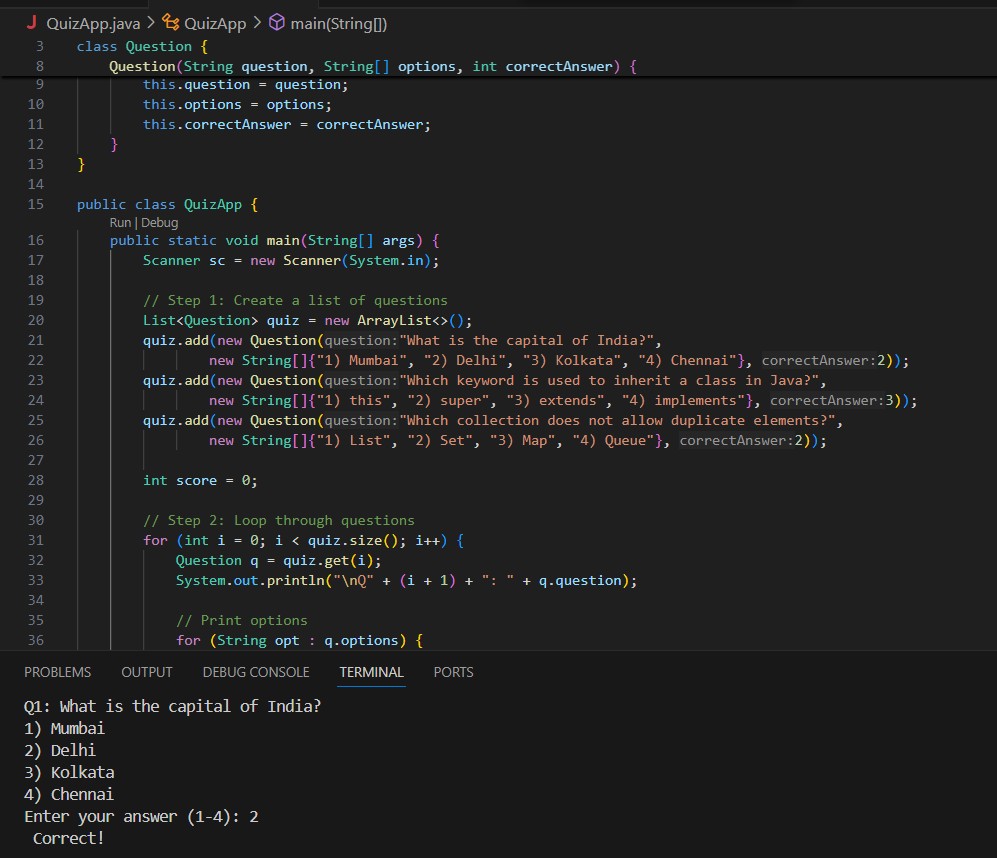 J QuizApp.java > QuizApp > main(String[])
3 class Question {
8 Question(String question, String[] options, int correctAnswer) {
9 this.question = question;
10 this.options = options;
11 this.correctAnswer = correctAnswer;
12 }
13 }
14
15 public class QuizApp {
Run | Debug
16 public static void main(String[] args) {
17 Scanner sc = new Scanner(System.in);
18
19 // Step 1: Create a list of questions
20 List<Question> quiz = new ArrayList<>();
21 quiz.add(new Question(question:"What is the capital of India?",
22 new String[]{"1) Mumbai", "2) Delhi", "3) Kolkata", "4) Chennai"}, correctAnswer:2));
23 quiz.add(new Question(question:"Which keyword is used to inherit a class in Java?",
24 new String[]{"1) this", "2) super", "3) extends", "4) implements"}, correctAnswer:3));
25 quiz.add(new Question(question:"Which collection does not allow duplicate elements?",
26 new String[]{"1) List", "2) Set", "3) Map", "4) Queue"}, correctAnswer:2));
27
28 int score = 0;
29
30 // Step 2: Loop through questions
31 for (int i = 0; i < quiz.size(); i++) {
32 Question q = quiz.get(i);
33 System.out.println("\nQ" + (i + 1) + ": " + q.question);
34
35 // Print options
36 for (String opt : q.options) {
PROBLEMS OUTPUT DEBUG CONSOLE TERMINAL PORTS
Q1: What is the capital of India?
1) Mumbai
2) Delhi
3) Kolkata
4) Chennai
Enter your answer (1-4): 2
Correct!